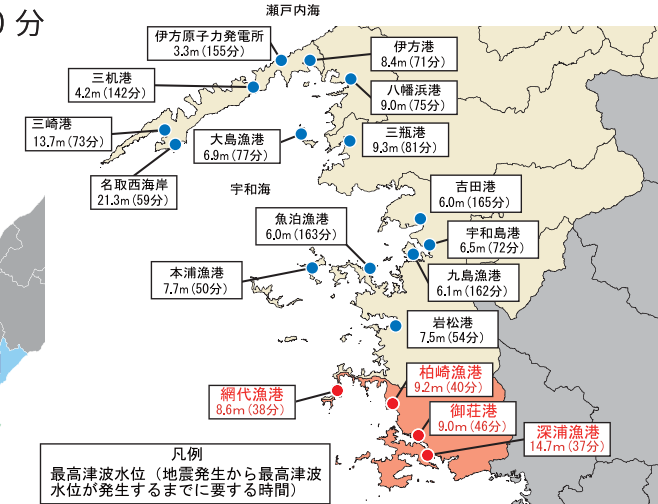 0分
瀬戸内海
伊方原子力発電所
3.3m(155分)
伊方港
8.4m(71分)
三机港
4.2m(142分)
八幡浜港
9.0m(75分)
三崎港
13.7m(73分)
大島漁港
6.9m(77分)
三瓶港
9.3m(81分)
名取西海岸
21.3m(59分)
宇和海
吉田港
6.0m(165分)
魚泊漁港
6.0m(163分)
宇和島港
6.5m(72分)
本浦漁港
7.7m(50分)
九島漁港
6.1m(162分)
岩松港
7.5m(54分)
網代漁港
8.6m(38分)
柏崎漁港
9.2m(40分)
御荘港
9.0m(46分)
深浦漁港
14.7m(37分)
凡例
最高津波水位（地震発生から最高津波
水位が発生するまでに要する時間）